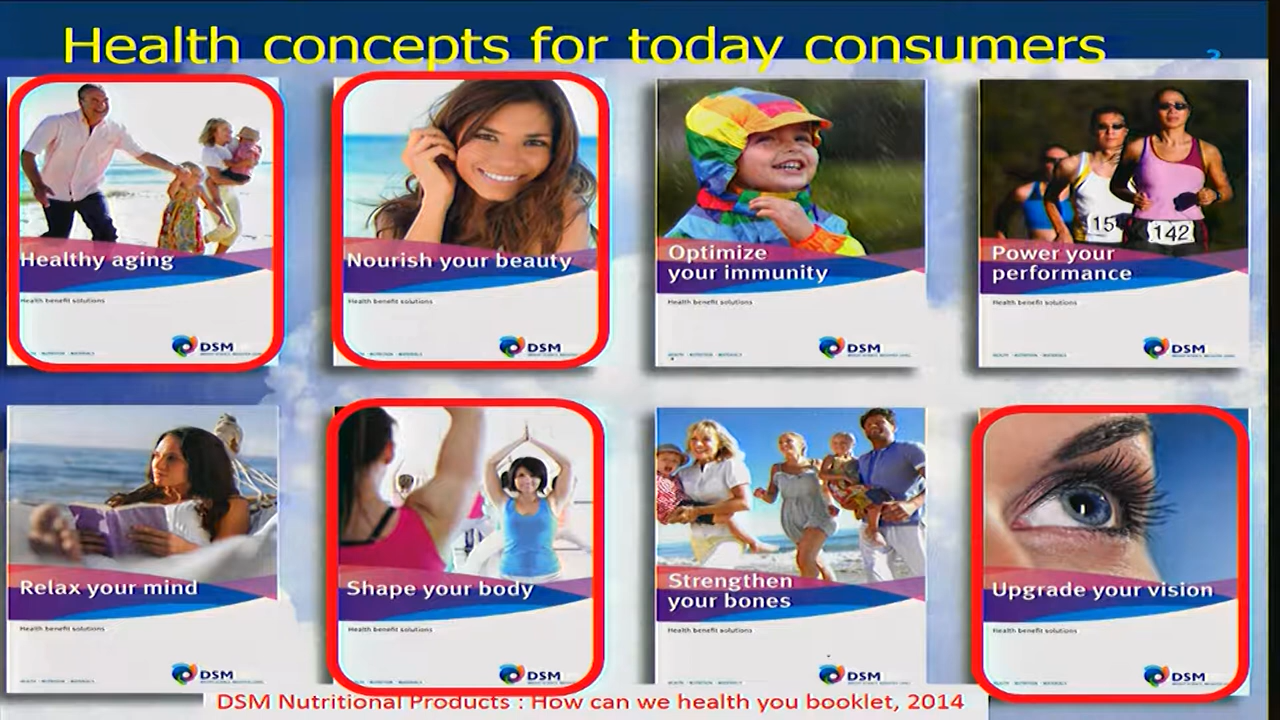 Health concepts for today consumers
Healthy aging
Health benefit solutions
DSM
Nourish your beauty
Health benefit solutions
DSM
Optimize
your immunity
Health benefit solutions
DSM
Power your
performance
Health benefit solutions
DSM
15
142
Relax your mind
Health benefit solutions
DSM
Shape your body
Health benefit solutions
DSM
Strengthen
your bones
Health benefit solutions
DSM
Upgrade your vision
Health benefit solutions
DSM
DSM Nutritional Products : How can we health you booklet, 2014